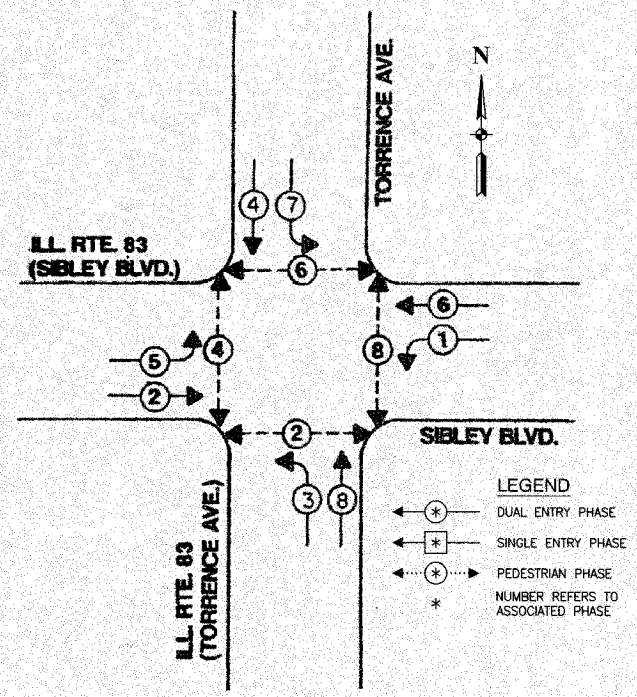 TORRENCE AVE.
N
4
7
ILL. RTE. 83
(SIBLEY BLVD.)
6
6
5
4
8
1
2
2
SIBLEY BLVD.
3
8
ILL. RTE. 83
(TORRENCE AVE.)
LEGEND
* DUAL ENTRY PHASE
* SINGLE ENTRY PHASE
* PEDESTRIAN PHASE
* NUMBER REFERS TO
ASSOCIATED PHASE